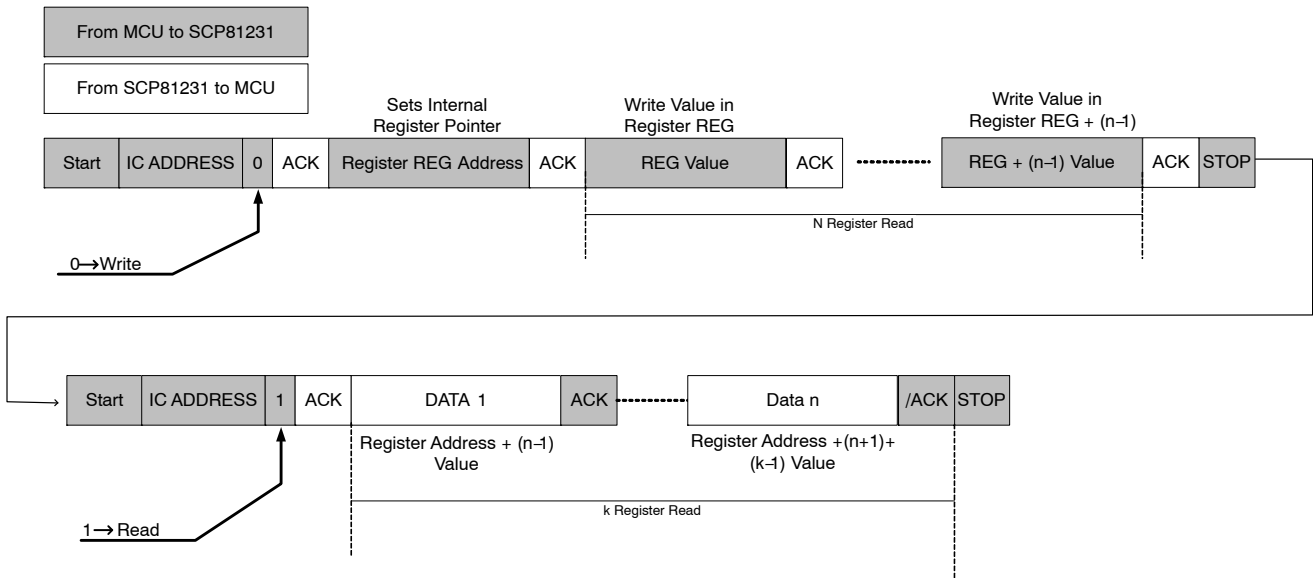 From MCU to SCP81231
From SCP81231 to MCU
Sets Internal
Register Pointer
Write Value in
Register REG
Write Value in
Register REG + (n–1)
Start IC ADDRESS 0 ACK Register REG Address ACK REG Value ACK REG + (n–1) Value ACK STOP
N Register Read
0→Write
Start IC ADDRESS 1 ACK DATA 1 ACK Data n /ACK STOP
Register Address + (n–1)
Value
Register Address +(n+1)+
(k–1) Value
k Register Read
1→Read